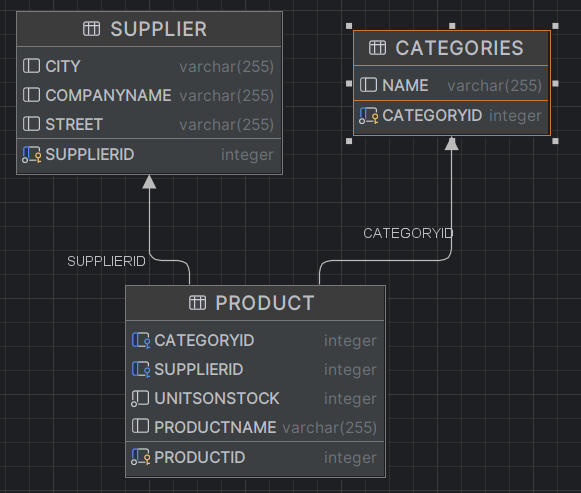 SUPPLIER
CITY varchar(255)
COMPANYNAME varchar(255)
STREET varchar(255)
SUPPLIERID integer
CATEGORIES
NAME varchar(255)
CATEGORYID integer
CATEGORYID
SUPPLIERID
PRODUCT
CATEGORYID integer
SUPPLIERID integer
UNITSONSTOCK integer
PRODUCTNAME varchar(255)
PRODUCTID integer